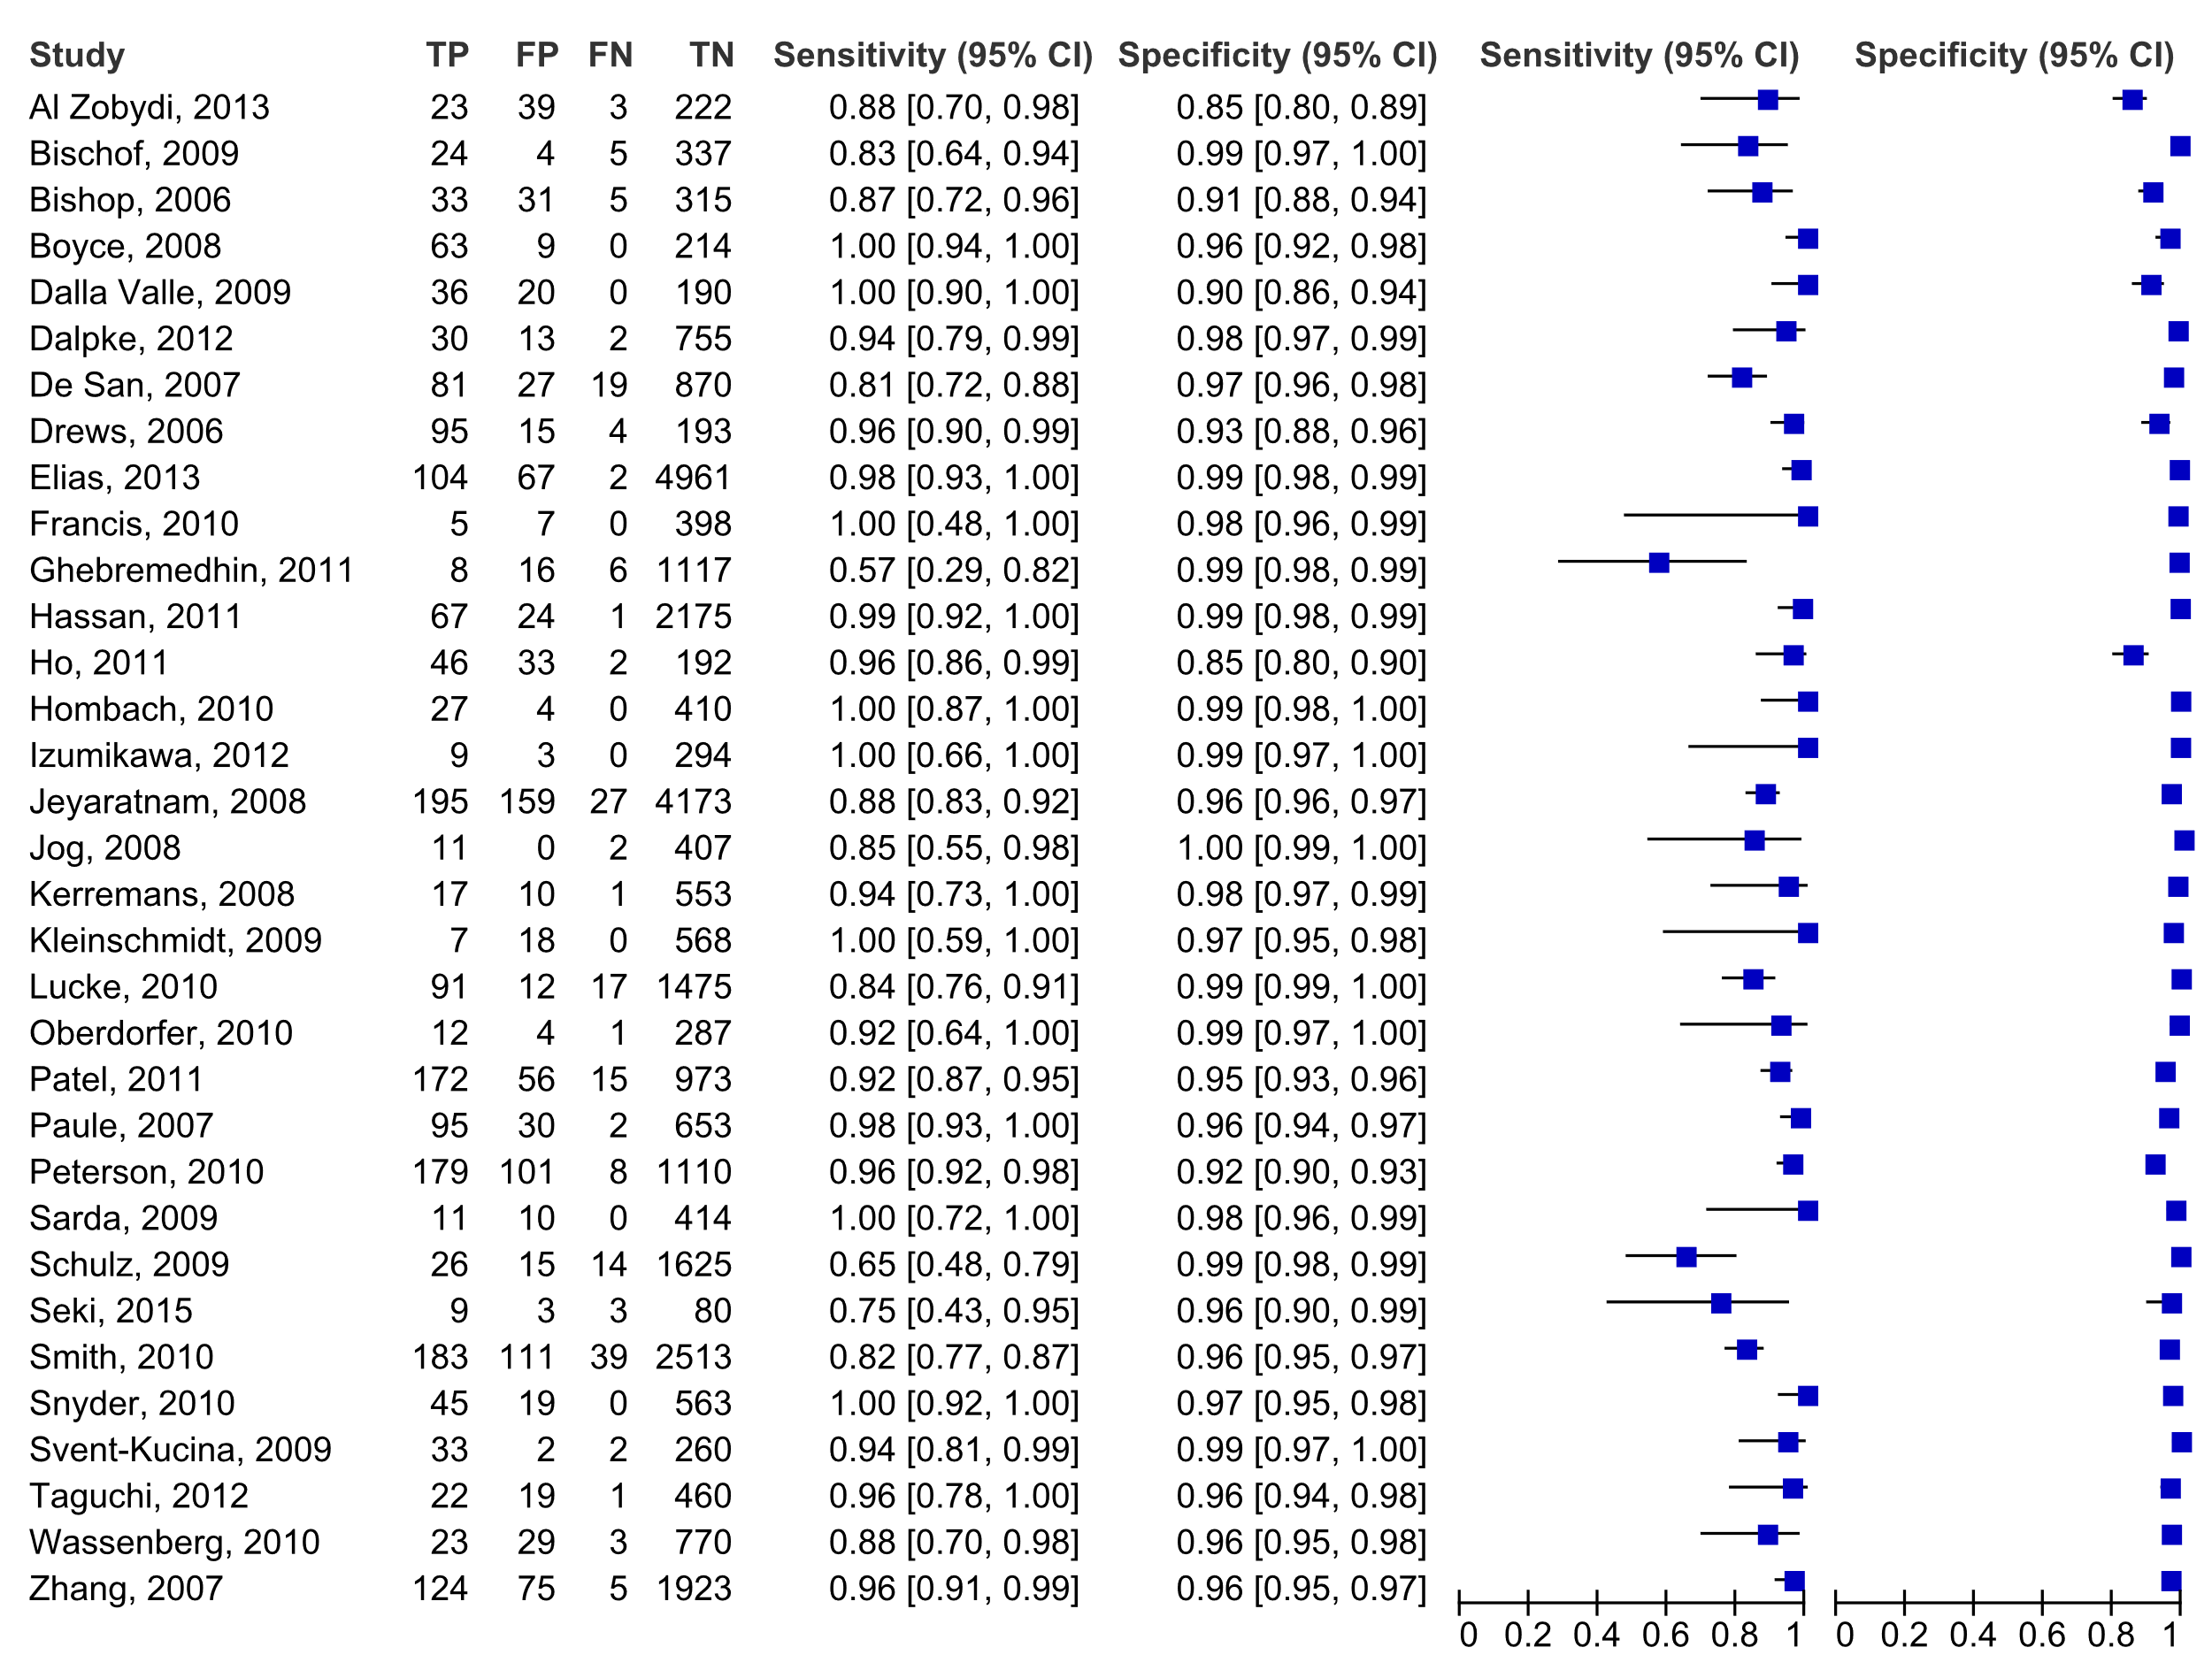 Study TP FP FN TN Sensitivity (95% CI) Specificity (95% CI) Sensitivity (95% CI) Specificity (95% CI)
Al Zobydi, 2013 23 39 3 222 0.88 [0.70, 0.98] 0.85 [0.80, 0.89]
Bischof, 2009 24 4 5 337 0.83 [0.64, 0.94] 0.99 [0.97, 1.00]
Bishop, 2006 33 31 5 315 0.87 [0.72, 0.96] 0.91 [0.88, 0.94]
Boyce, 2008 63 9 0 214 1.00 [0.94, 1.00] 0.96 [0.92, 0.98]
Dalla Valle, 2009 36 20 0 190 1.00 [0.90, 1.00] 0.90 [0.86, 0.94]
Dalpke, 2012 30 13 2 755 0.94 [0.79, 0.99] 0.98 [0.97, 0.99]
De San, 2007 81 27 19 870 0.81 [0.72, 0.88] 0.97 [0.96, 0.98]
Drews, 2006 95 15 4 193 0.96 [0.90, 0.99] 0.93 [0.88, 0.96]
Elias, 2013 104 67 2 4961 0.98 [0.93, 1.00] 0.99 [0.98, 0.99]
Francis, 2010 5 7 0 398 1.00 [0.48, 1.00] 0.98 [0.96, 0.99]
Ghebremedhin, 2011 8 16 6 1117 0.57 [0.29, 0.82] 0.99 [0.98, 0.99]
Hassan, 2011 67 24 1 2175 0.99 [0.92, 1.00] 0.99 [0.98, 0.99]
Ho, 2011 46 33 2 192 0.96 [0.86, 0.99] 0.85 [0.80, 0.90]
Hombach, 2010 27 4 0 410 1.00 [0.87, 1.00] 0.99 [0.98, 1.00]
Izumikawa, 2012 9 3 0 294 1.00 [0.66, 1.00] 0.99 [0.97, 1.00]
Jeyaratnam, 2008 195 159 27 4173 0.88 [0.83, 0.92] 0.96 [0.96, 0.97]
Jog, 2008 11 0 2 407 0.85 [0.55, 0.98] 1.00 [0.99, 1.00]
Kerremans, 2008 17 10 1 553 0.94 [0.73, 1.00] 0.98 [0.97, 0.99]
Kleinschmidt, 2009 7 18 0 568 1.00 [0.59, 1.00] 0.97 [0.95, 0.98]
Lucke, 2010 91 12 17 1475 0.84 [0.76, 0.91] 0.99 [0.99, 1.00]
Oberdorfer, 2010 12 4 1 287 0.92 [0.64, 1.00] 0.99 [0.97, 1.00]
Patel, 2011 172 56 15 973 0.92 [0.87, 0.95] 0.95 [0.93, 0.96]
Paule, 2007 95 30 2 653 0.98 [0.93, 1.00] 0.96 [0.94, 0.97]
Peterson, 2010 179 101 8 1110 0.96 [0.92, 0.98] 0.92 [0.90, 0.93]
Sarda, 2009 11 10 0 414 1.00 [0.72, 1.00] 0.98 [0.96, 0.99]
Schulz, 2009 26 15 14 1625 0.65 [0.48, 0.79] 0.99 [0.98, 0.99]
Seki, 2015 9 3 3 80 0.75 [0.43, 0.95] 0.96 [0.90, 0.99]
Smith, 2010 183 111 39 2513 0.82 [0.77, 0.87] 0.96 [0.95, 0.97]
Snyder, 2010 45 19 0 563 1.00 [0.92, 1.00] 0.97 [0.95, 0.98]
Svent-Kucina, 2009 33 2 2 260 0.94 [0.81, 0.99] 0.99 [0.97, 1.00]
Taguchi, 2012 22 19 1 460 0.96 [0.78, 1.00] 0.96 [0.94, 0.98]
Wassenberg, 2010 23 29 3 770 0.88 [0.70, 0.98] 0.96 [0.95, 0.98]
Zhang, 2007 124 75 5 1923 0.96 [0.91, 0.99] 0.96 [0.95, 0.97]
0 0.2 0.4 0.6 0.8 1 0 0.2 0.4 0.6 0.8 1